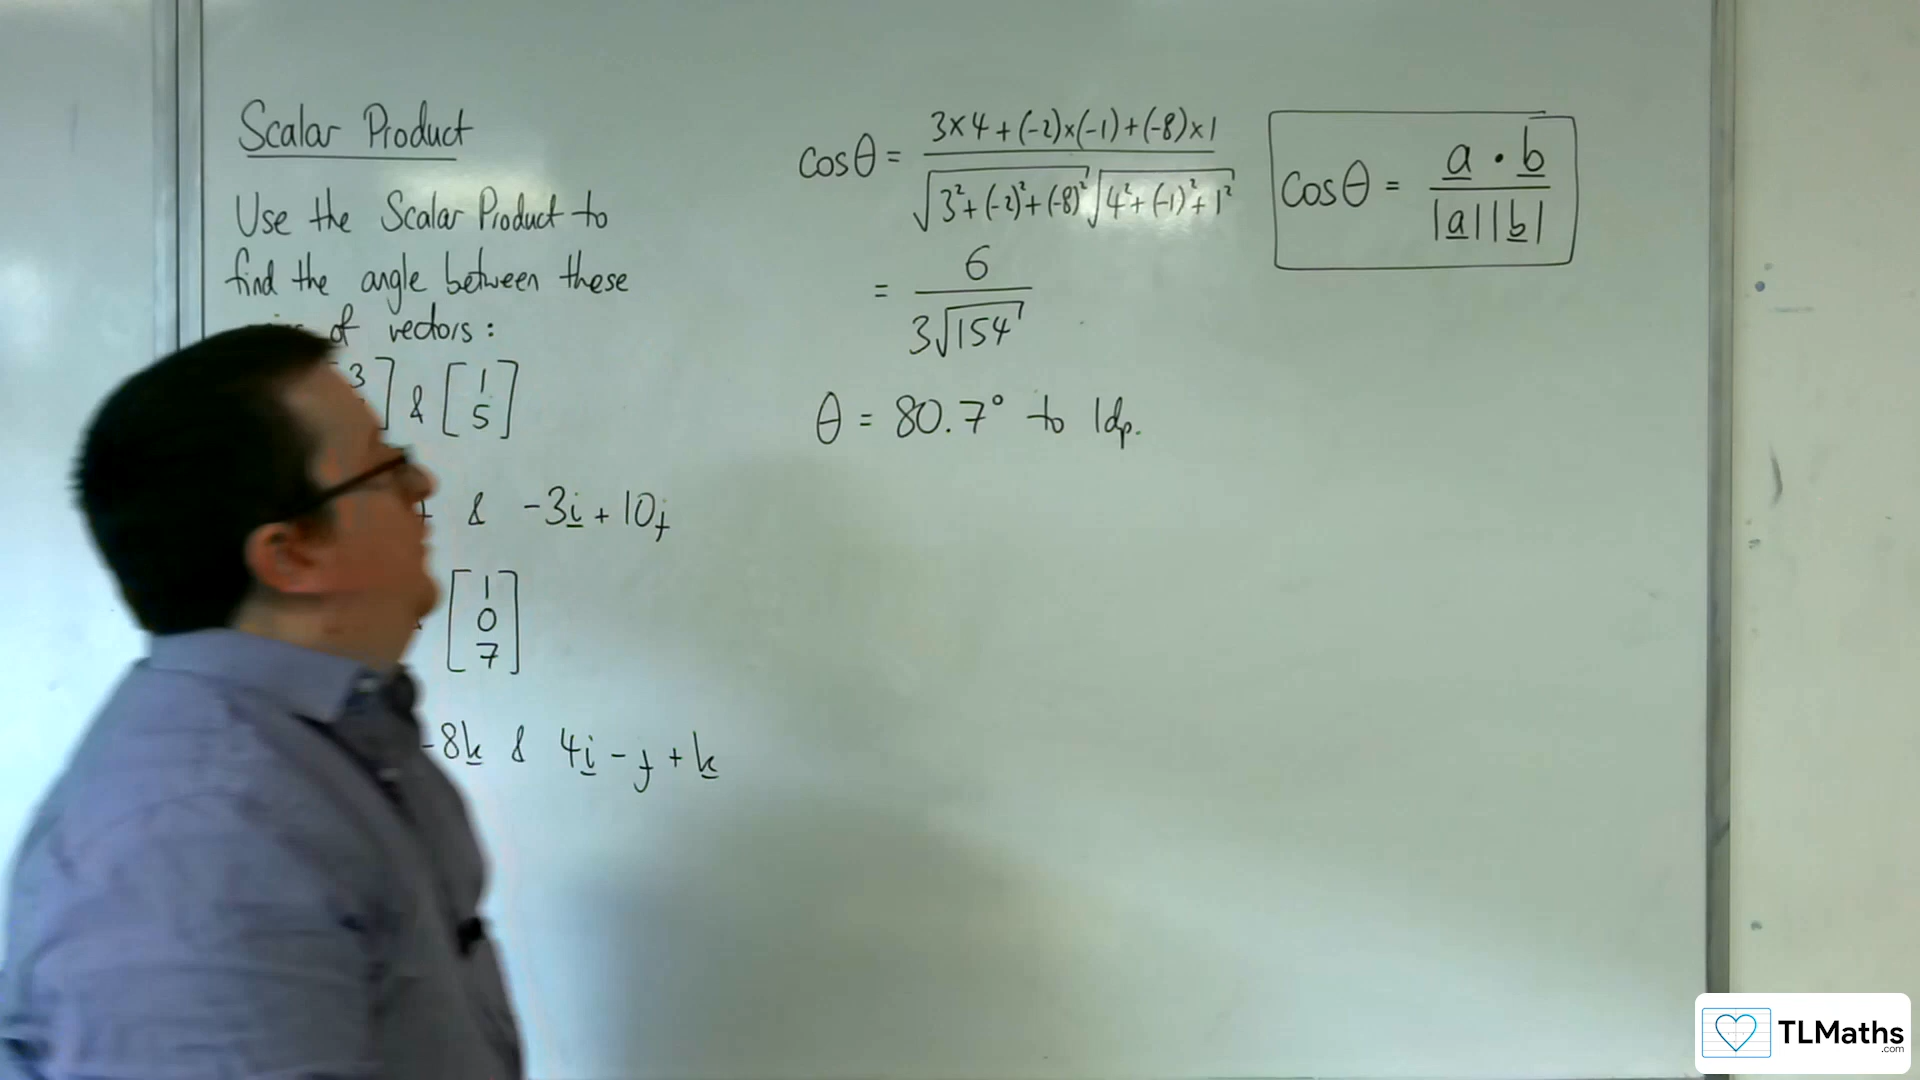 Scalar Product
Use the Scalar Product to
find the angle between these
of vectors :
3 ] & [ 1 5 ]
& -3i + 10j
[ 1 0 7 ]
-8k & 4i - j + k
cosθ = 3×4 + (-2)×(-1) + (-8)×1 / √3²+(-2)²+(-8)² √4²+(-1)²+1²
= 6 / 3√154
θ = 80.7° to 1dp.
cosθ = a · b / |a||b|
TLMaths
.com